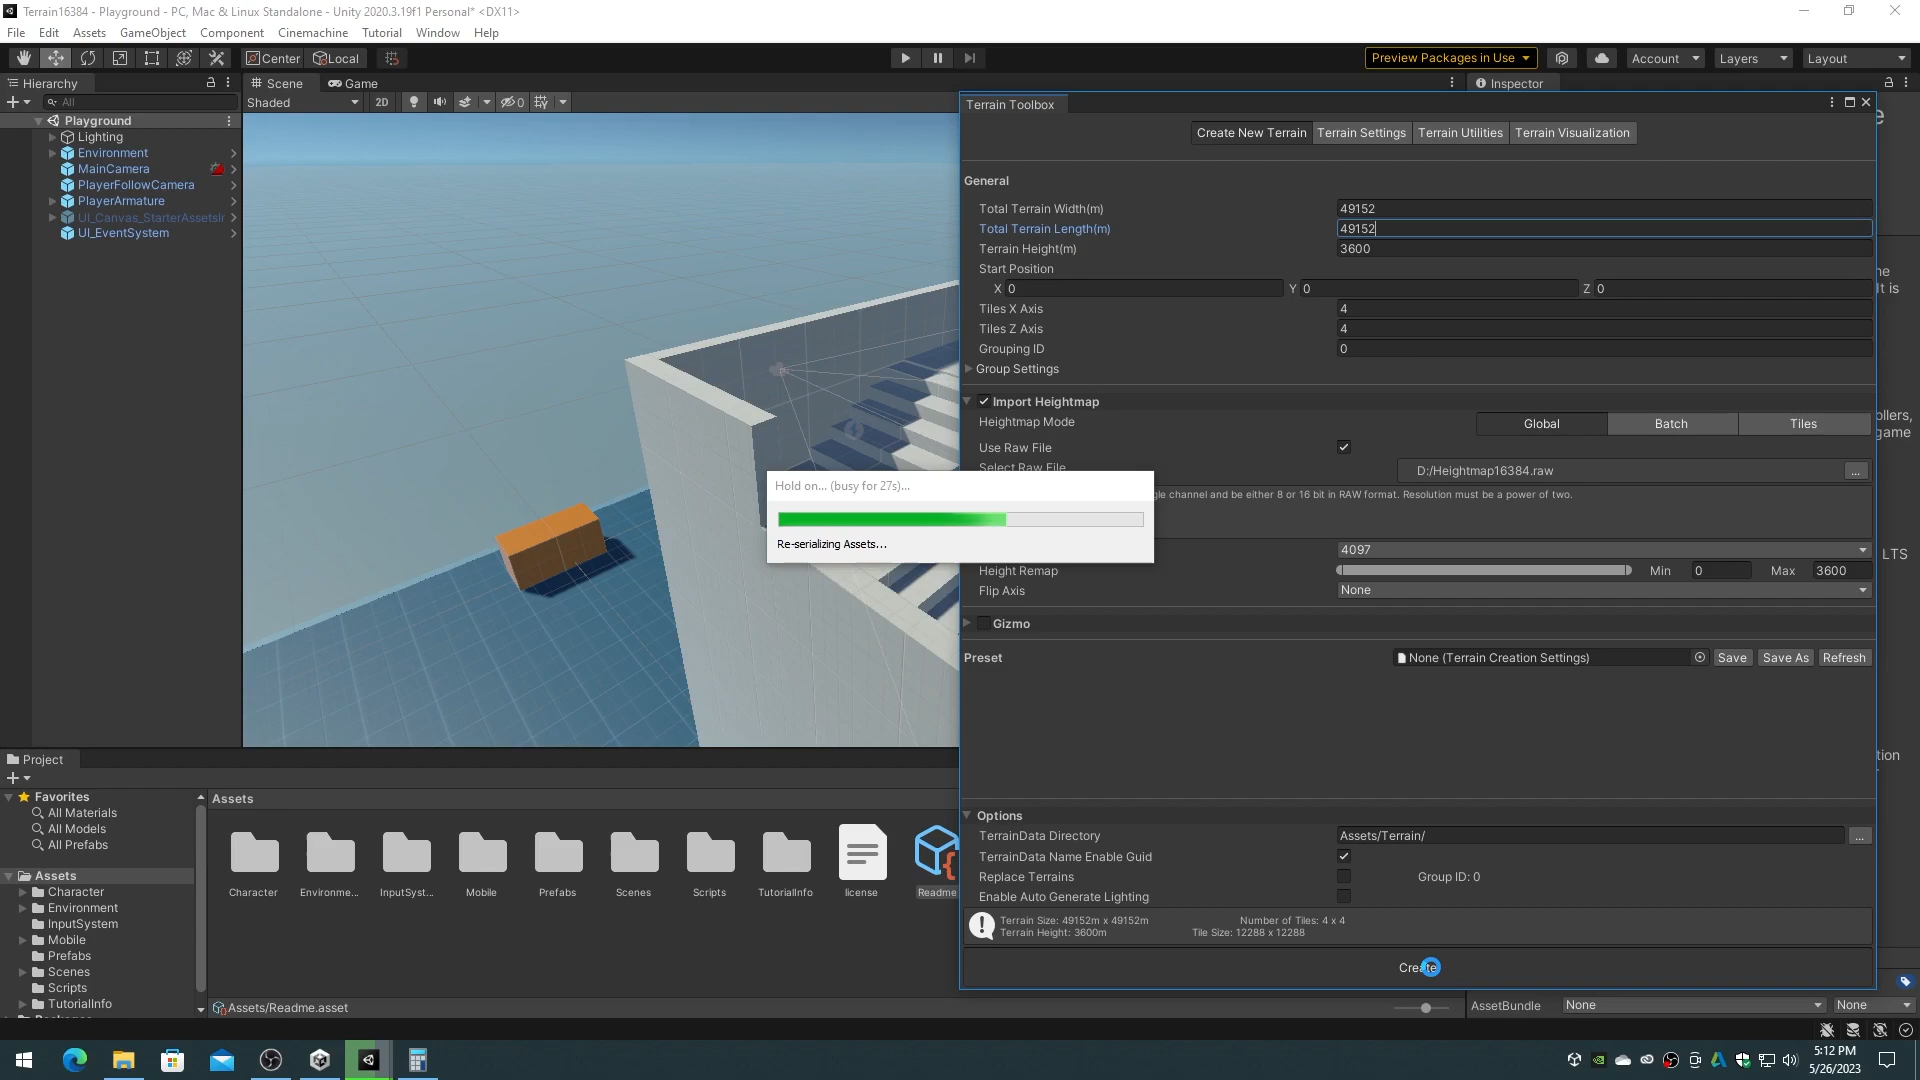 Terrain16384 - Playground - PC, Mac & Linux Standalone - Unity 2020.3.19f1 Personal* <DX11>
File Edit Assets GameObject Component Cinemachine Tutorial Window Help
Center Local
Preview Packages in Use Account Layers Layout
Hierarchy
All
Playground
Lighting
Environment
MainCamera
PlayerFollowCamera
PlayerArmature
UI_Canvas_StarterAssetsIr
UI_EventSystem
Scene Game
Shaded 2D 0
Inspector
Terrain Toolbox
Create New Terrain Terrain Settings Terrain Utilities Terrain Visualization
General
Total Terrain Width(m) 49152
Total Terrain Length(m) 49152
Terrain Height(m) 3600
Start Position
X 0 Y 0 Z 0
Tiles X Axis 4
Tiles Z Axis 4
Grouping ID 0
Group Settings
Import Heightmap
Heightmap Mode Global Batch Tiles
Use Raw File
Select Raw File D:/Heightmap16384.raw ...
gle channel and be either 8 or 16 bit in RAW format. Resolution must be a power of two.
4097
Height Remap Min 0 Max 3600
Flip Axis None
Gizmo
Preset None (Terrain Creation Settings) Save Save As Refresh
Options
TerrainData Directory Assets/Terrain/ ...
TerrainData Name Enable Guid
Replace Terrains Group ID: 0
Enable Auto Generate Lighting
Terrain Size: 49152m x 49152m Number of Tiles: 4 x 4
Terrain Height: 3600m Tile Size: 12288 x 12288
Create
Hold on... (busy for 27s)...
Re-serializing Assets...
e
ne
It is
ollers,
game
LTS
tion
Project
Favorites
All Materials
All Models
All Prefabs
Assets
Character
Environment
InputSystem
Mobile
Prefabs
Scenes
Scripts
TutorialInfo
Assets
Character Environme... InputSyst... Mobile Prefabs Scenes Scripts TutorialInfo license Readme
Assets/Readme.asset
AssetBundle None None
5:12 PM
5/26/2023